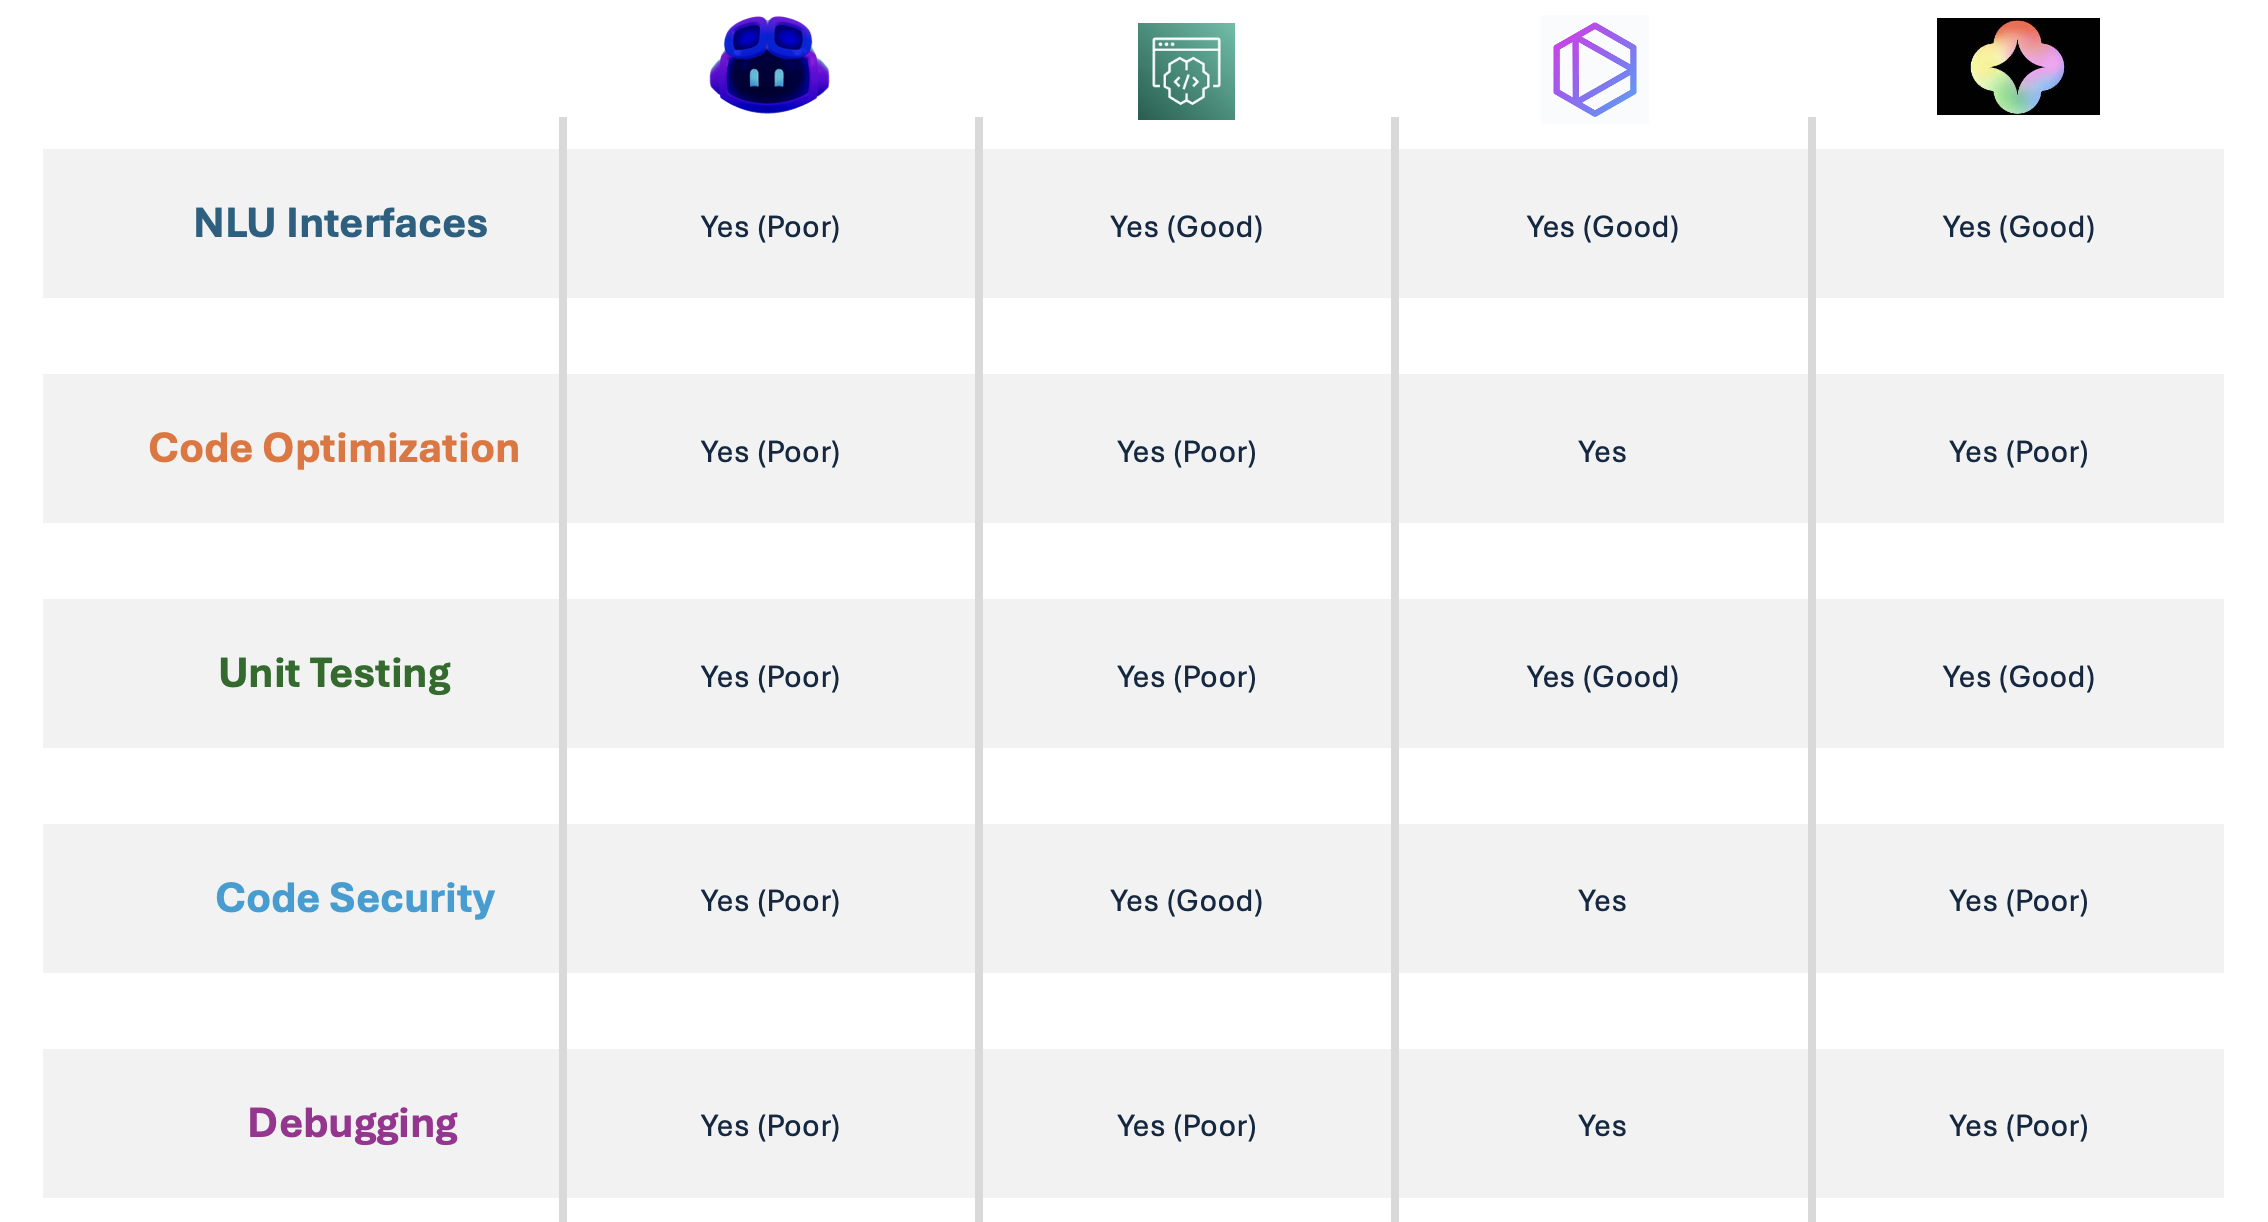 NLU Interfaces
Yes (Poor)
Yes (Good)
Yes (Good)
Yes (Good)
Code Optimization
Yes (Poor)
Yes (Poor)
Yes
Yes (Poor)
Unit Testing
Yes (Poor)
Yes (Poor)
Yes (Good)
Yes (Good)
Code Security
Yes (Poor)
Yes (Good)
Yes
Yes (Poor)
Debugging
Yes (Poor)
Yes (Poor)
Yes
Yes (Poor)